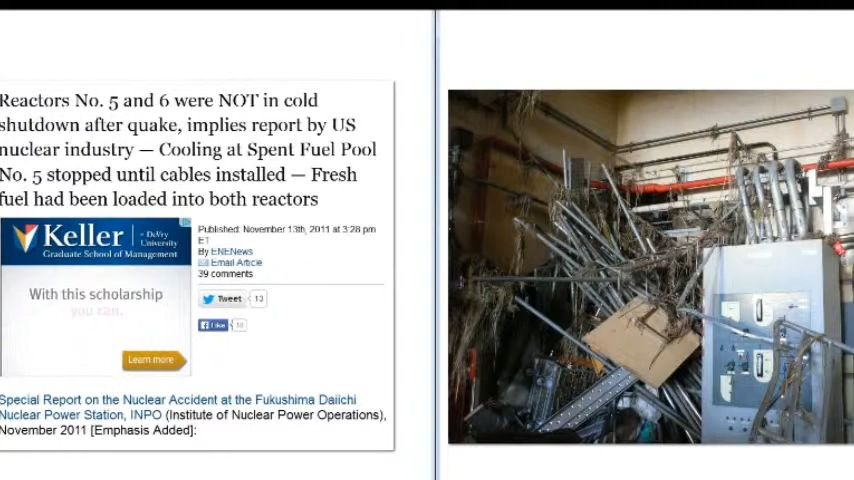 Reactors No. 5 and 6 were NOT in cold
shutdown after quake, implies report by US
nuclear industry — Cooling at Spent Fuel Pool
No. 5 stopped until cables installed — Fresh
fuel had been loaded into both reactors
Keller
DeVry
University
Graduate School of Management
With this scholarship
you can.
Learn more
Published: November 13th, 2011 at 3:28 pm
ET
By ENENews
Email Article
39 comments
Tweet 13
Like
Special Report on the Nuclear Accident at the Fukushima Daiichi
Nuclear Power Station, INPO (Institute of Nuclear Power Operations),
November 2011 [Emphasis Added]: